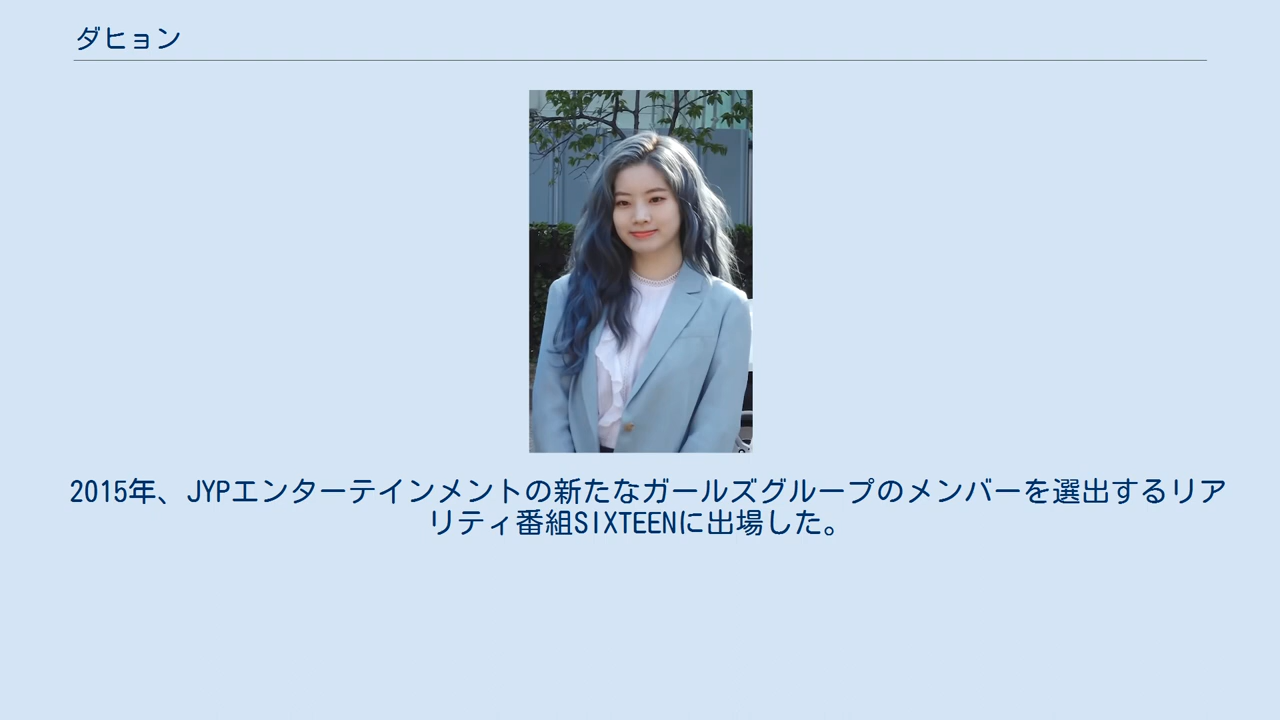 ダヒョン
2015年、JYPエンターテインメントの新たなガールズグループのメンバーを選出するリア
リティ番組SIXTEENに出場した。